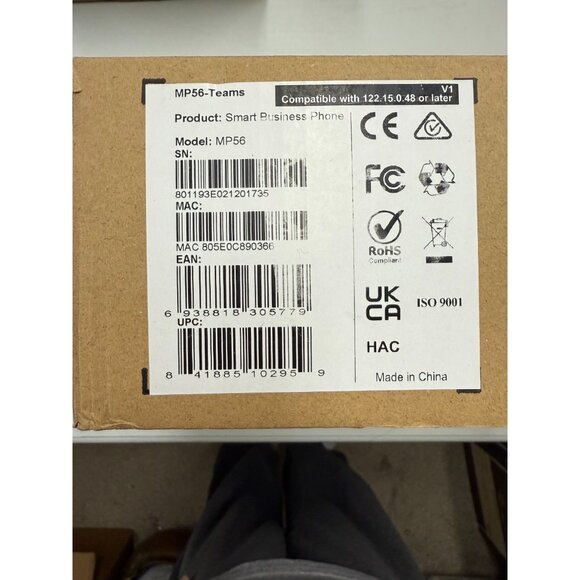 MP56-Teams
V1
Compatible with 122.15.0.48 or later
Product: Smart Business Phone
Model: MP56
SN:
801193E021201735
MAC:
MAC 805E0C890366
EAN:
6 938818 305779
UPC:
8 41885 10295 9
CE
FC
RoHS
Compliant
UK
CA
ISO 9001
HAC
Made in China